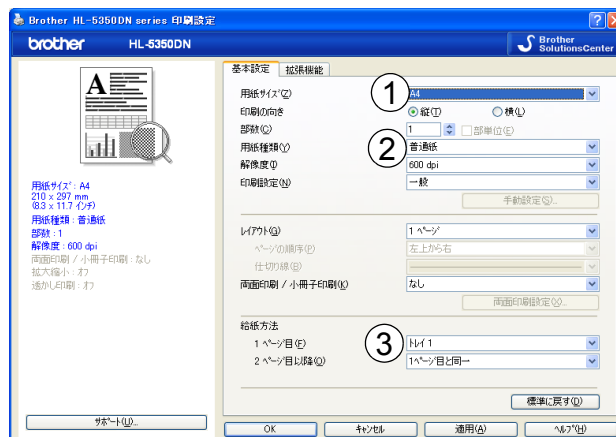 Brother HL-5350DN series 印刷設定
brother HL-5350DN
Brother
SolutionsCenter
基本設定 拡張機能
A
用紙サイズ: A4
210 x 297 mm
(8.3 x 11.7 インチ)
用紙種類: 普通紙
部数: 1
解像度: 600 dpi
両面印刷 / 小冊子印刷: なし
拡大縮小: オフ
透かし印刷: オフ
サポート(U)...
用紙サイズ(Z) ① A4
印刷の向き 縦(T) 横(L)
部数(C) 1 部単位(E)
用紙種類(Y) ② 普通紙
解像度(I) 600 dpi
印刷設定(N) 一般
手動設定(S)...
レイアウト(G) 1 ページ
ページの順序(P) 左上から右
仕切り線(B)
両面印刷 / 小冊子印刷(K) なし
両面印刷設定(X)...
給紙方法
1 ページ目(F) ③ トレイ1
2 ページ目以降(O) 1ページ目と同一
標準に戻す(D)
OK キャンセル 適用(A) ヘルプ(H)